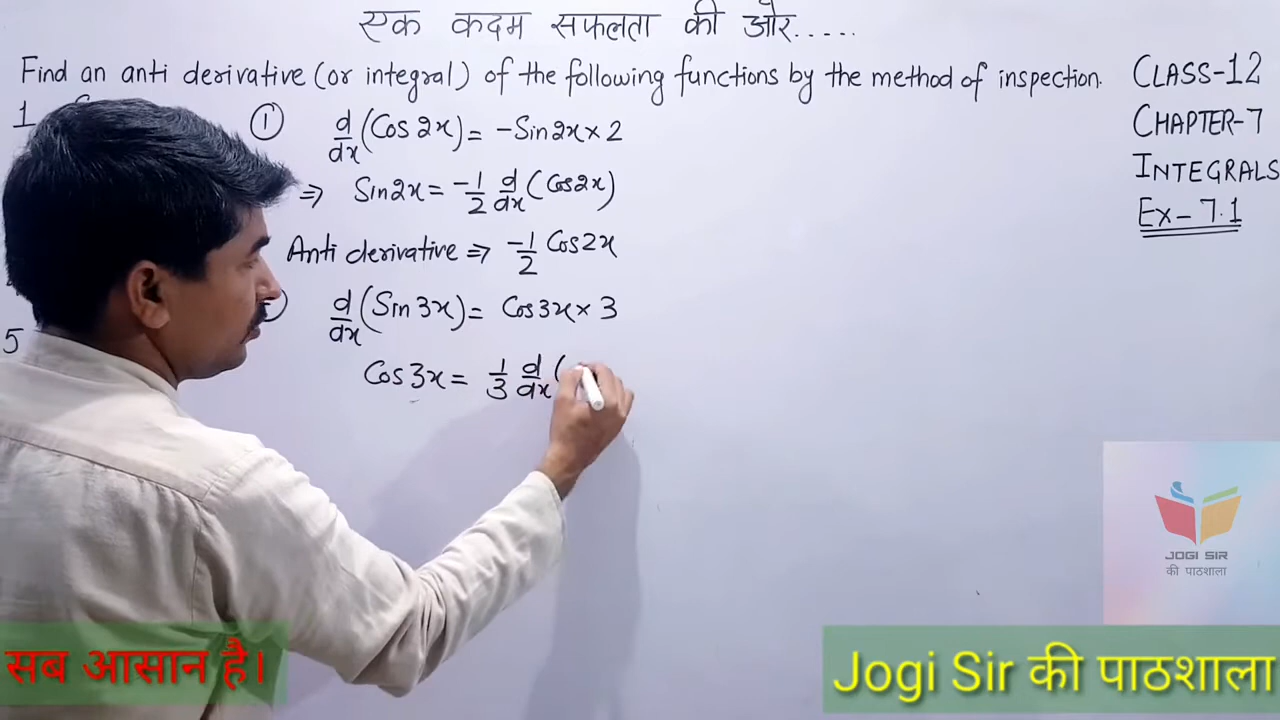 एक कदम सफलता की ओर.....
Find an anti derivative (or integral) of the following functions by the method of inspection.
CLASS-12
CHAPTER-7
INTEGRALS
Ex-7.1
1
① d/dx (Cos 2x) = -Sin2x × 2
⇒ Sin2x = -1/2 d/dx (Cos2x)
Anti derivative ⇒ -1/2 Cos2x
d/dx (Sin 3x) = Cos3x × 3
5
Cos 3x = 1/3 d/dx (
JOGI SIR
की पाठशाला
सब आसान है।
Jogi Sir की पाठशाला